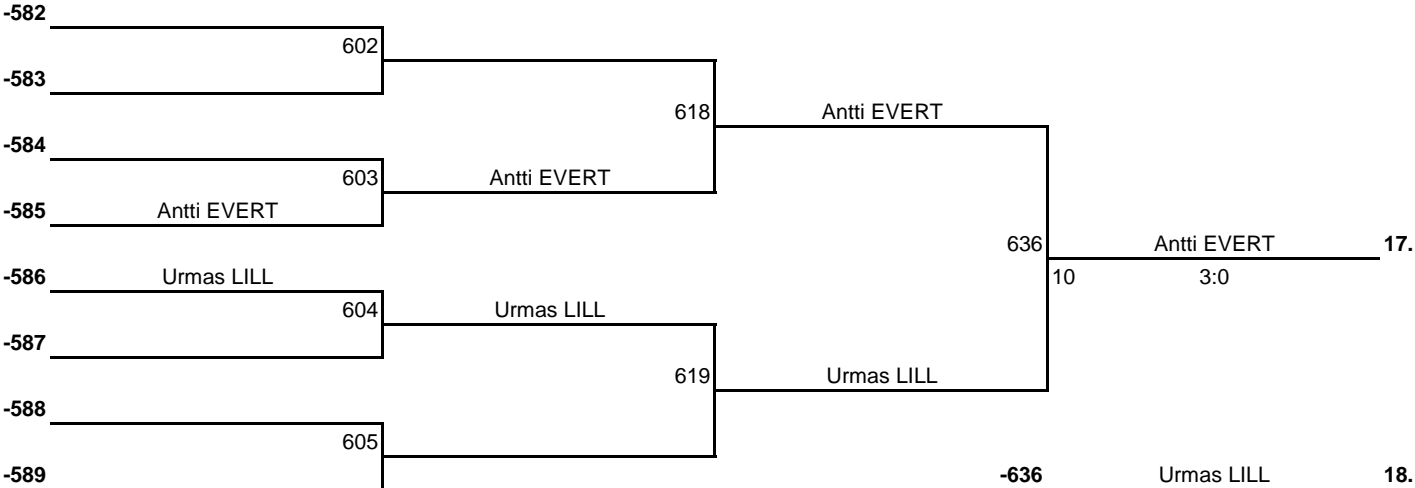 -582
602
-583
618 Antti EVERT
-584
603 Antti EVERT
-585 Antti EVERT
636 Antti EVERT 17.
-586 Urmas LILL 10 3:0
604 Urmas LILL
-587
619 Urmas LILL
-588
605
-589 -636 Urmas LILL 18.